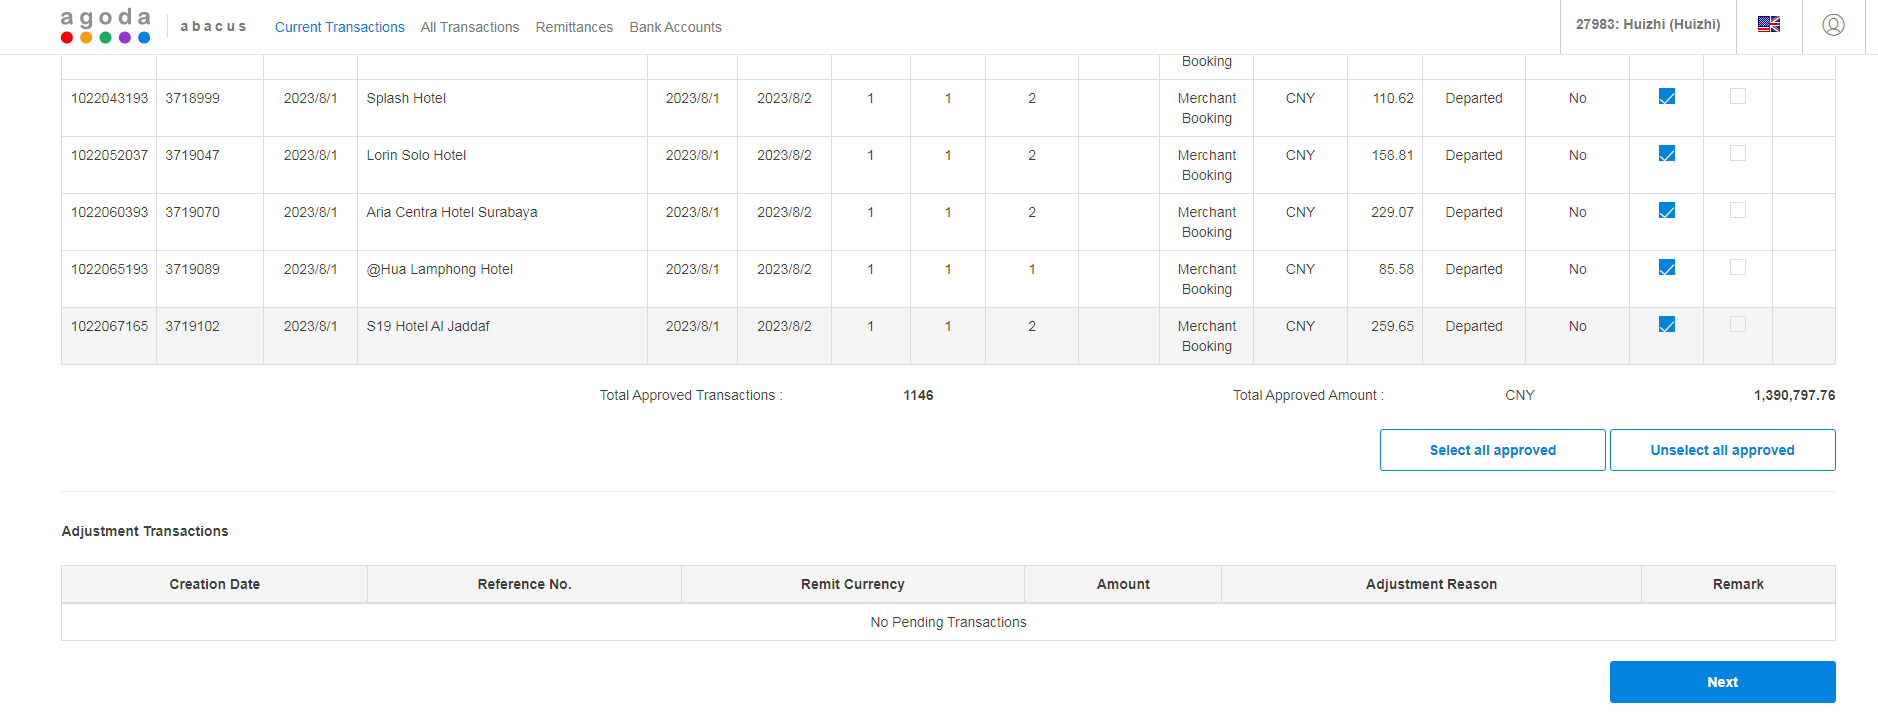 agoda
abacus
Current Transactions All Transactions Remittances Bank Accounts
27983: Huizhi (Huizhi)
Booking
1022043193 3718999 2023/8/1 Splash Hotel 2023/8/1 2023/8/2 1 1 2 Merchant Booking CNY 110.62 Departed No
1022052037 3719047 2023/8/1 Lorin Solo Hotel 2023/8/1 2023/8/2 1 1 2 Merchant Booking CNY 158.81 Departed No
1022060393 3719070 2023/8/1 Aria Centra Hotel Surabaya 2023/8/1 2023/8/2 1 1 2 Merchant Booking CNY 229.07 Departed No
1022065193 3719089 2023/8/1 @Hua Lamphong Hotel 2023/8/1 2023/8/2 1 1 1 Merchant Booking CNY 85.58 Departed No
1022067165 3719102 2023/8/1 S19 Hotel Al Jaddaf 2023/8/1 2023/8/2 1 1 2 Merchant Booking CNY 259.65 Departed No
Total Approved Transactions : 1146 Total Approved Amount : CNY 1,390,797.76
Select all approved Unselect all approved
Adjustment Transactions
Creation Date Reference No. Remit Currency Amount Adjustment Reason Remark
No Pending Transactions
Next